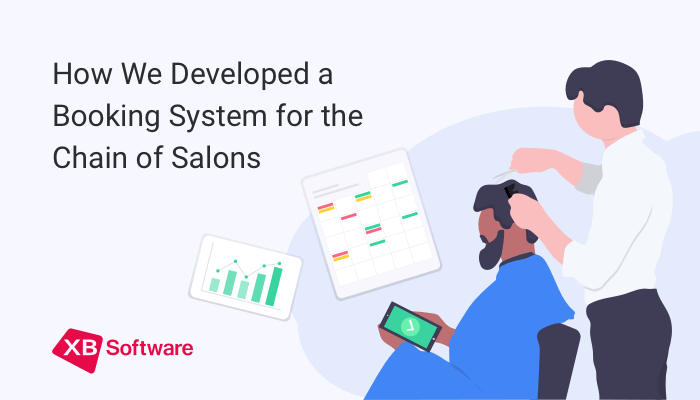 How We Developed a
Booking System for the
Chain of Salons
XB Software